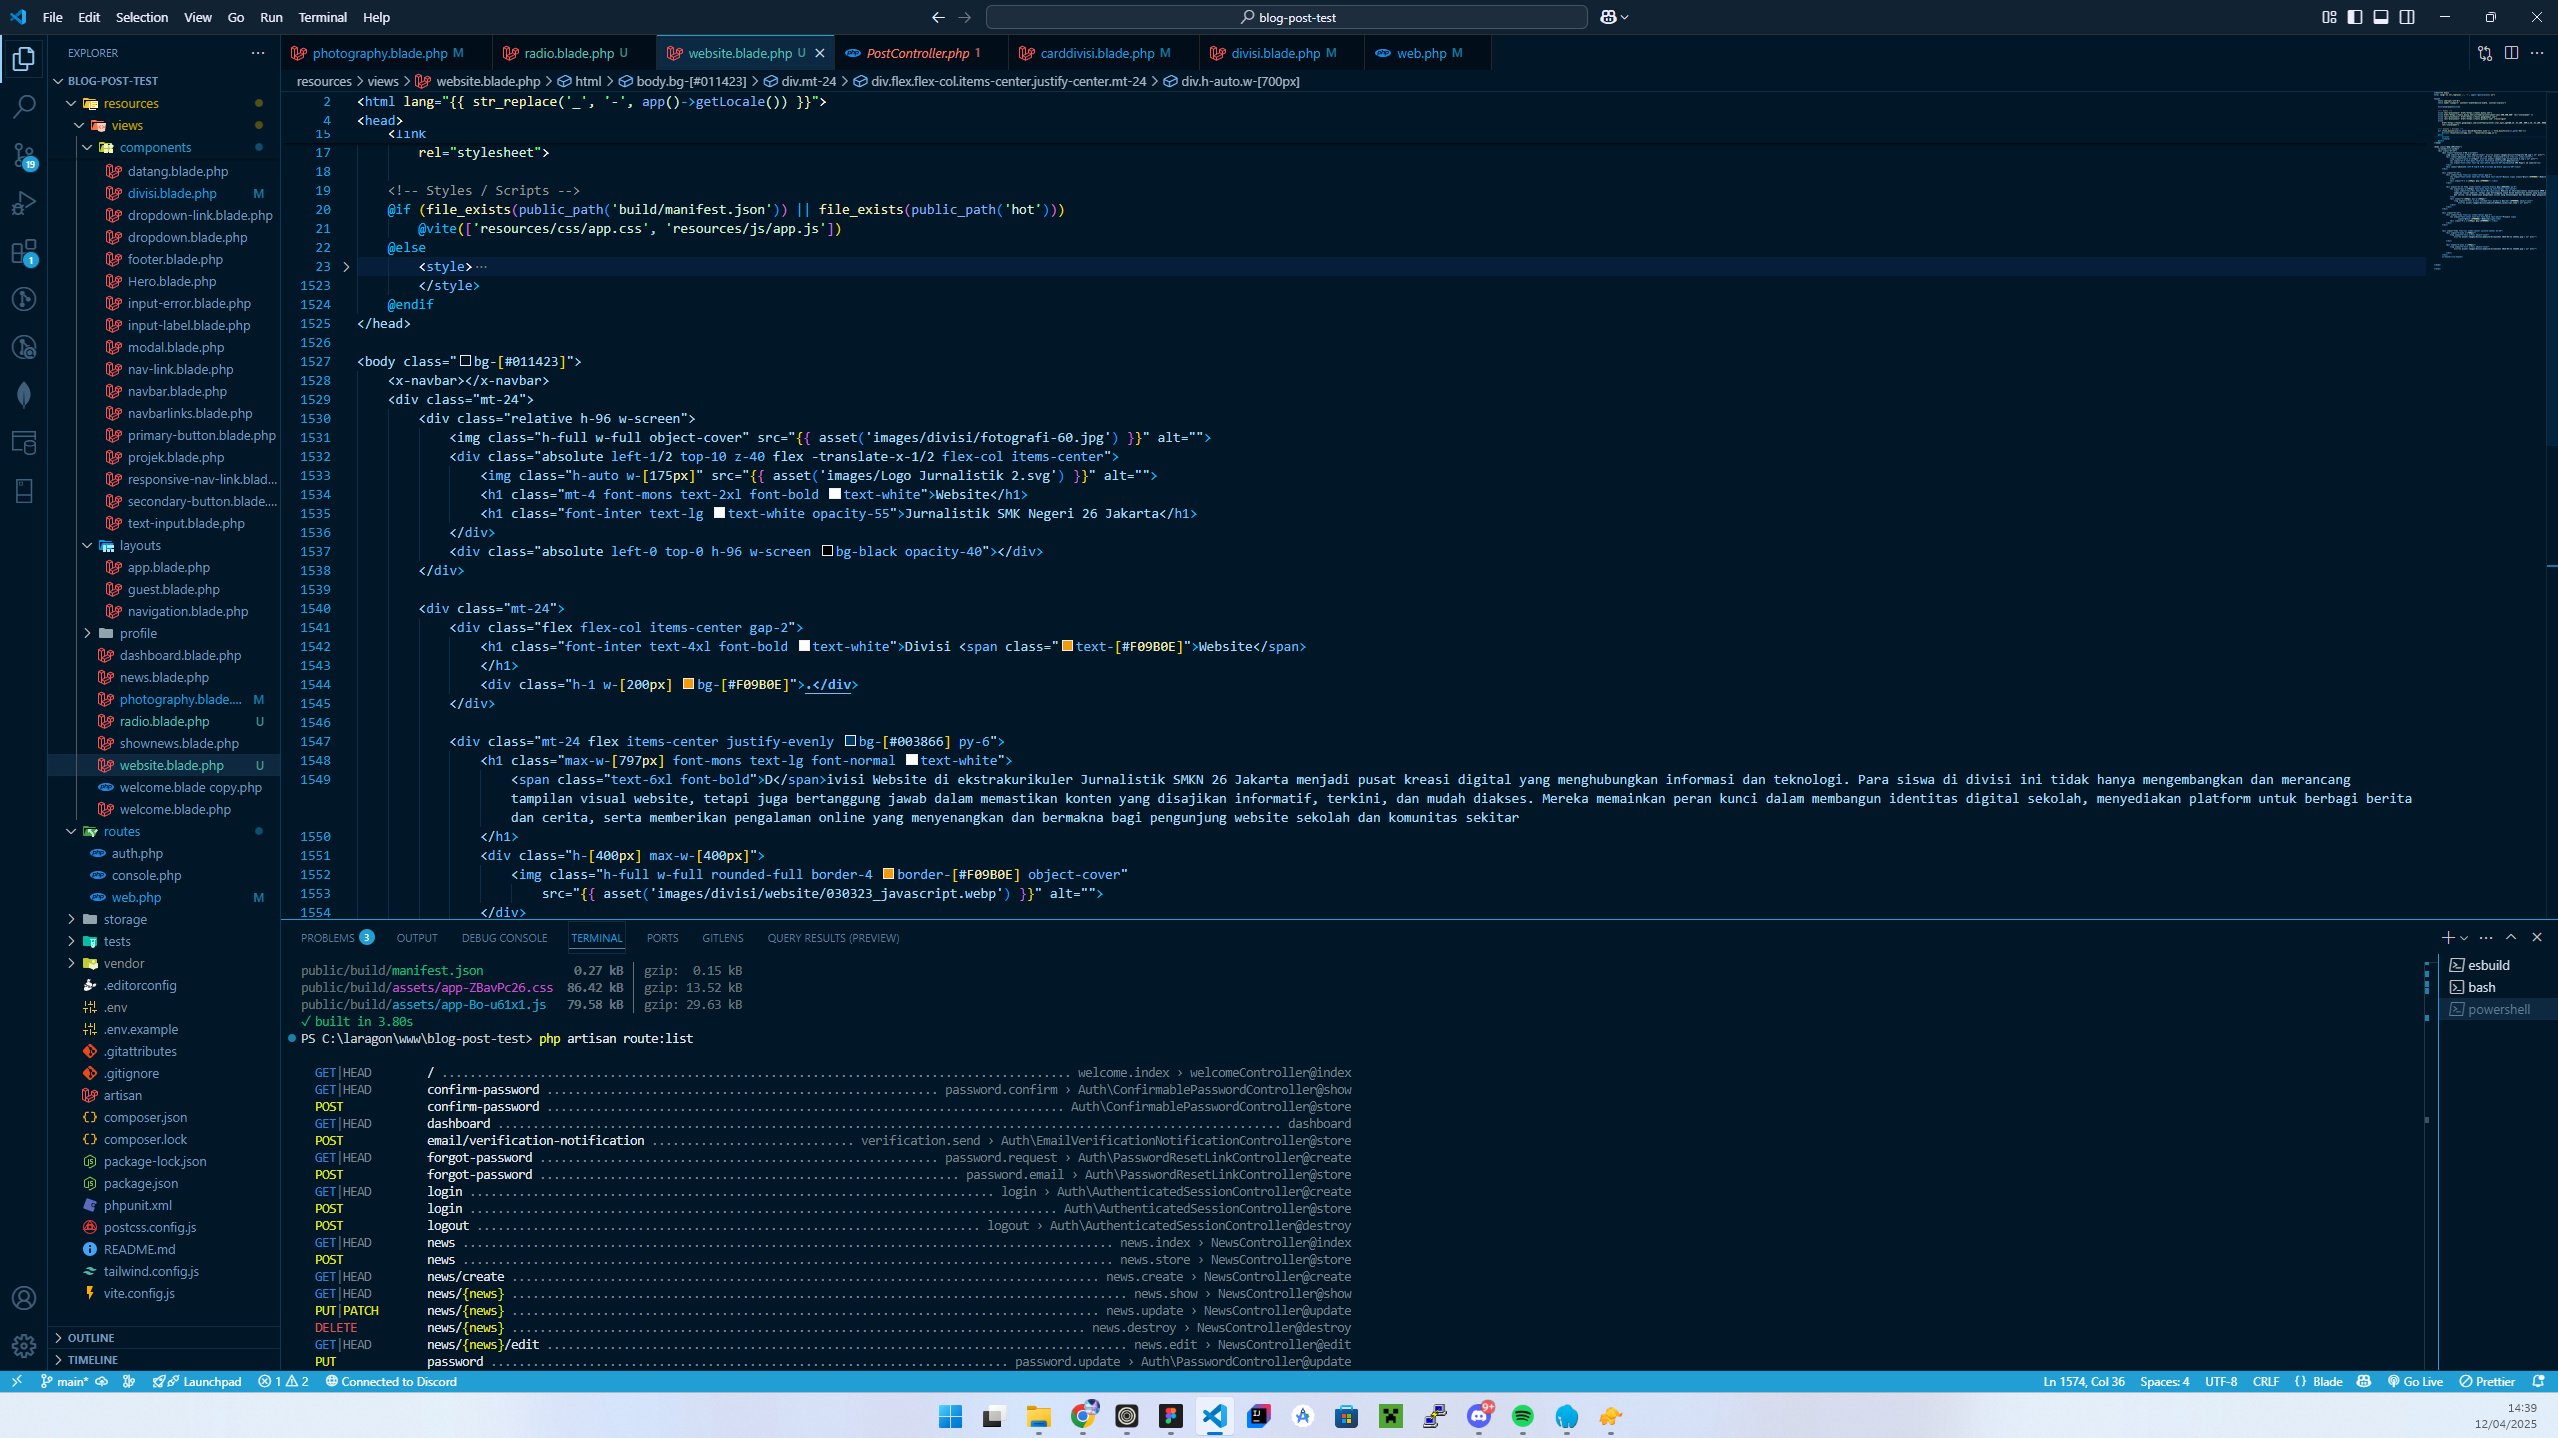 File Edit Selection View Go Run Terminal Help
blog-post-test
EXPLORER
BLOG-POST-TEST
resources
views
components
datang.blade.php
divisi.blade.php M
dropdown-link.blade.php
dropdown.blade.php
footer.blade.php
Hero.blade.php
input-error.blade.php
input-label.blade.php
modal.blade.php
nav-link.blade.php
navbar.blade.php
navbarlinks.blade.php
primary-button.blade.php
projek.blade.php
responsive-nav-link.blad...
secondary-button.blade....
text-input.blade.php
layouts
app.blade.php
guest.blade.php
navigation.blade.php
profile
dashboard.blade.php
news.blade.php
photography.blade.... M
radio.blade.php U
shownews.blade.php
website.blade.php U
welcome.blade copy.php
welcome.blade.php
routes
auth.php
console.php
web.php M
storage
tests
vendor
.editorconfig
.env
.env.example
.gitattributes
.gitignore
artisan
composer.json
composer.lock
package-lock.json
package.json
phpunit.xml
postcss.config.js
README.md
tailwind.config.js
vite.config.js
OUTLINE
TIMELINE
19
1
photography.blade.php M radio.blade.php U website.blade.php U PostController.php 1 carddivisi.blade.php M divisi.blade.php M web.php M
resources > views > website.blade.php > html > body.bg-[#011423] > div.mt-24 > div.flex.flex-col.items-center.justify-center.mt-24 > div.h-auto.w-[700px]
2 <html lang="{{ str_replace('_', '-', app()->getLocale()) }}">
4 <head>
15 <link
17 rel="stylesheet">
18
19 <!-- Styles / Scripts -->
20 @if (file_exists(public_path('build/manifest.json')) || file_exists(public_path('hot')))
21 @vite(['resources/css/app.css', 'resources/js/app.js'])
22 @else
23 <style> ...
1523 </style>
1524 @endif
1525 </head>
1526
1527 <body class="bg-[#011423]">
1528 <x-navbar></x-navbar>
1529 <div class="mt-24">
1530 <div class="relative h-96 w-screen">
1531 <img class="h-full w-full object-cover" src="{{ asset('images/divisi/fotografi-60.jpg') }}" alt="">
1532 <div class="absolute left-1/2 top-10 z-40 flex -translate-x-1/2 flex-col items-center">
1533 <img class="h-auto w-[175px]" src="{{ asset('images/Logo Jurnalistik 2.svg') }}" alt="">
1534 <h1 class="mt-4 font-mons text-2xl font-bold text-white">Website</h1>
1535 <h1 class="font-inter text-lg text-white opacity-55">Jurnalistik SMK Negeri 26 Jakarta</h1>
1536 </div>
1537 <div class="absolute left-0 top-0 h-96 w-screen bg-black opacity-40"></div>
1538 </div>
1539
1540 <div class="mt-24">
1541 <div class="flex flex-col items-center gap-2">
1542 <h1 class="font-inter text-4xl font-bold text-white">Divisi <span class="text-[#F09B0E]">Website</span>
1543 </h1>
1544 <div class="h-1 w-[200px] bg-[#F09B0E]">.</div>
1545 </div>
1546
1547 <div class="mt-24 flex items-center justify-evenly bg-[#003866] py-6">
1548 <h1 class="max-w-[797px] font-mons text-lg font-normal text-white">
1549 <span class="text-6xl font-bold">D</span>ivisi Website di ekstrakurikuler Jurnalistik SMKN 26 Jakarta menjadi pusat kreasi digital yang menghubungkan informasi dan teknologi. Para siswa di divisi ini tidak hanya mengembangkan dan merancang
tampilan visual website, tetapi juga bertanggung jawab dalam memastikan konten yang disajikan informatif, terkini, dan mudah diakses. Mereka memainkan peran kunci dalam membangun identitas digital sekolah, menyediakan platform untuk berbagi berita
dan cerita, serta memberikan pengalaman online yang menyenangkan dan bermakna bagi pengunjung website sekolah dan komunitas sekitar
1550 </h1>
1551 <div class="h-[400px] max-w-[400px]">
1552 <img class="h-full w-full rounded-full border-4 border-[#F09B0E] object-cover"
1553 src="{{ asset('images/divisi/website/030323_javascript.webp') }}" alt="">
1554 </div>
PROBLEMS 3 OUTPUT DEBUG CONSOLE TERMINAL PORTS GITLENS QUERY RESULTS (PREVIEW)
public/build/manifest.json 0.27 kB │ gzip: 0.15 kB
public/build/assets/app-ZBavPc26.css 86.42 kB │ gzip: 13.52 kB
public/build/assets/app-Bo-u61x1.js 79.58 kB │ gzip: 29.63 kB
✓ built in 3.80s
PS C:\laragon\www\blog-post-test> php artisan route:list
GET|HEAD / ........ welcome.index › welcomeController@index
GET|HEAD confirm-password ........ password.confirm › Auth\ConfirmablePasswordController@show
POST confirm-password ........ Auth\ConfirmablePasswordController@store
GET|HEAD dashboard ........ dashboard
POST email/verification-notification ........ verification.send › Auth\EmailVerificationNotificationController@store
GET|HEAD forgot-password ........ password.request › Auth\PasswordResetLinkController@create
POST forgot-password ........ password.email › Auth\PasswordResetLinkController@store
GET|HEAD login ........ login › Auth\AuthenticatedSessionController@create
POST login ........ Auth\AuthenticatedSessionController@store
POST logout ........ logout › Auth\AuthenticatedSessionController@destroy
GET|HEAD news ........ news.index › NewsController@index
POST news ........ news.store › NewsController@store
GET|HEAD news/create ........ news.create › NewsController@create
GET|HEAD news/{news} ........ news.show › NewsController@show
PUT|PATCH news/{news} ........ news.update › NewsController@update
DELETE news/{news} ........ news.destroy › NewsController@destroy
GET|HEAD news/{news}/edit ........ news.edit › NewsController@edit
PUT password ........ password.update › Auth\PasswordController@update
esbuild
bash
powershell
main* Launchpad 1 2 Connected to Discord
Ln 1574, Col 36 Spaces: 4 UTF-8 CRLF {} Blade Go Live Prettier
9+
14:39
12/04/2025